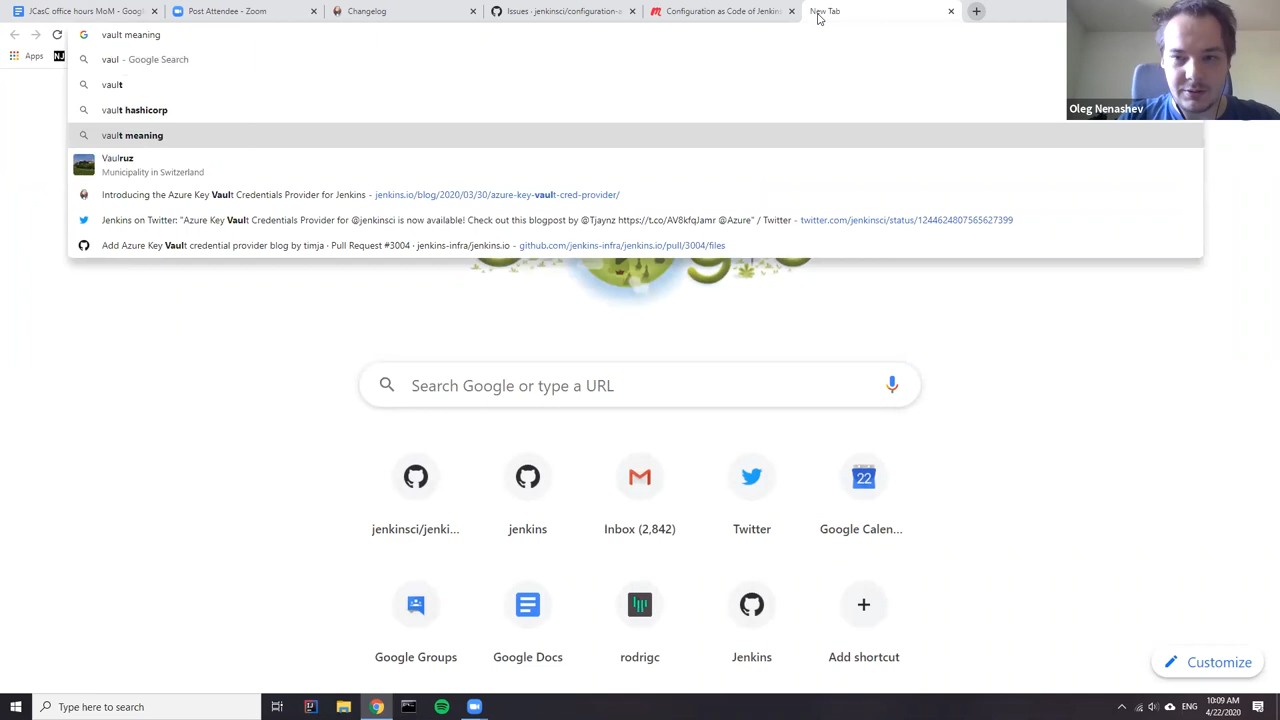 JCasC office hours MoM - Googl
Post Attendee - Zoom
Changelog
Issues · jenkinsci/configuration-a
Configuration as Code of Jenkins
New Tab
vault meaning
Apps
NJ
vaul - Google Search
vault
Oleg Nenashev
vault hashicorp
vault meaning
Vaulruz
Municipality in Switzerland
Introducing the Azure Key Vault Credentials Provider for Jenkins - jenkins.io/blog/2020/03/30/azure-key-vault-cred-provider/
Jenkins on Twitter: "Azure Key Vault Credentials Provider for @jenkinsci is now available! Check out this blogpost by @Tjaynz https://t.co/AV8kfqJamr @Azure" / Twitter - twitter.com/jenkinsci/status/1244624807565627399
Add Azure Key Vault credential provider blog by timja · Pull Request #3004 · jenkins-infra/jenkins.io - github.com/jenkins-infra/jenkins.io/pull/3004/files
Search Google or type a URL
22
jenkinsci/jenki...
jenkins
Inbox (2,842)
Twitter
Google Calen...
Google Groups
Google Docs
rodrigc
Jenkins
Add shortcut
Customize
Type here to search
ENG
10:09 AM
4/22/2020